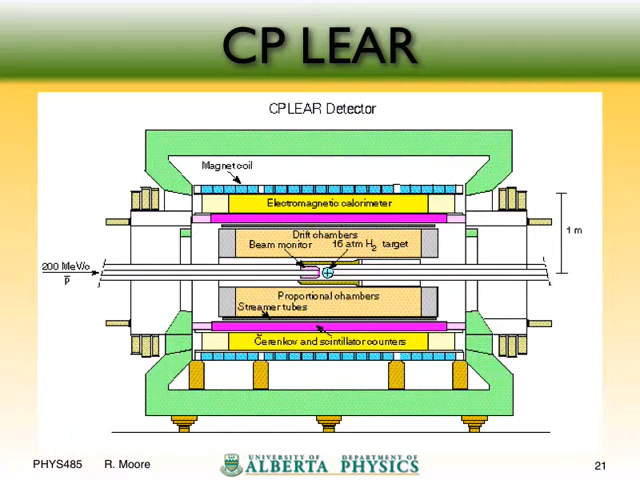 CP LEAR
CPLEAR Detector
Magnet coil
Electromagnetic calorimeter
Drift chambers
Beam monitor
16 atm H2 target
1 m
200 MeV/c
p̅
Proportional chambers
Streamer tubes
Čerenkov and scintillator counters
PHYS485 R. Moore
UNIVERSITY OF ALBERTA DEPARTMENT OF PHYSICS
21